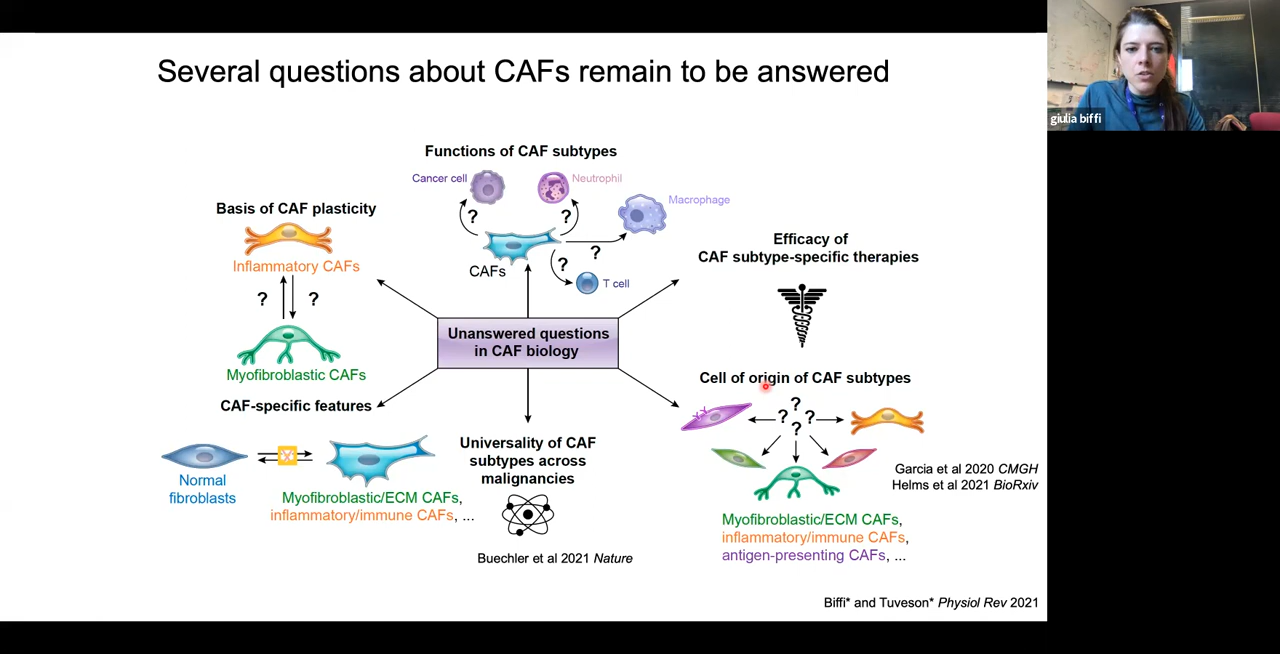 Several questions about CAFs remain to be answered
giulia biffi
Functions of CAF subtypes
Cancer cell
Neutrophil
Macrophage
?
?
?
?
CAFs
T cell
Basis of CAF plasticity
Inflammatory CAFs
? ?
Myofibroblastic CAFs
Efficacy of
CAF subtype-specific therapies
Unanswered questions
in CAF biology
CAF-specific features
Normal
fibroblasts
Myofibroblastic/ECM CAFs,
inflammatory/immune CAFs, ...
Universality of CAF
subtypes across
malignancies
Buechler et al 2021 Nature
Cell of origin of CAF subtypes
?
? ?
?
Garcia et al 2020 CMGH
Helms et al 2021 BioRxiv
Myofibroblastic/ECM CAFs,
inflammatory/immune CAFs,
antigen-presenting CAFs, ...
Biffi* and Tuveson* Physiol Rev 2021